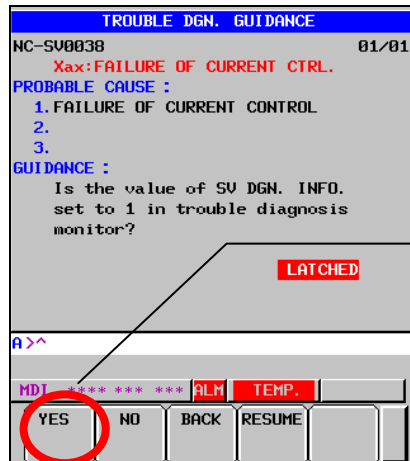 TROUBLE DGN. GUIDANCE
NC-SV0038 01/01
Xax:FAILURE OF CURRENT CTRL.
PROBABLE CAUSE :
1.FAILURE OF CURRENT CONTROL
2.
3.
GUIDANCE :
Is the value of SV DGN. INFO.
set to 1 in trouble diagnosis
monitor?
LATCHED
A>^
MDI **** *** *** ALM TEMP.
YES NO BACK RESUME